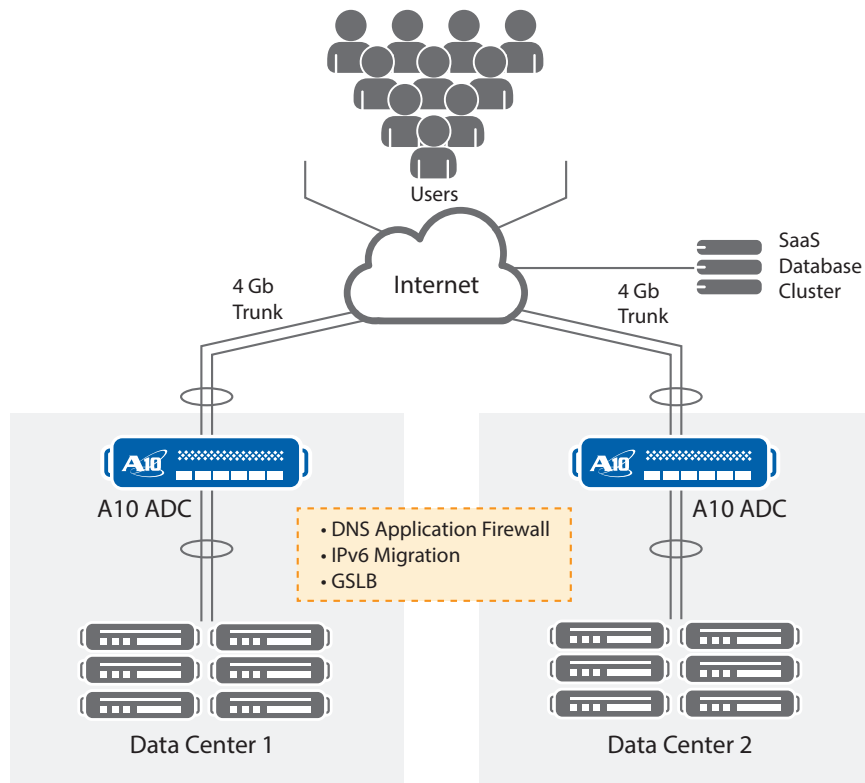 Users
SaaS
Database
Cluster
4 Gb
Trunk
Internet
4 Gb
Trunk
A10
A10
A10 ADC
A10 ADC
• DNS Application Firewall
• IPv6 Migration
• GSLB
Data Center 1
Data Center 2